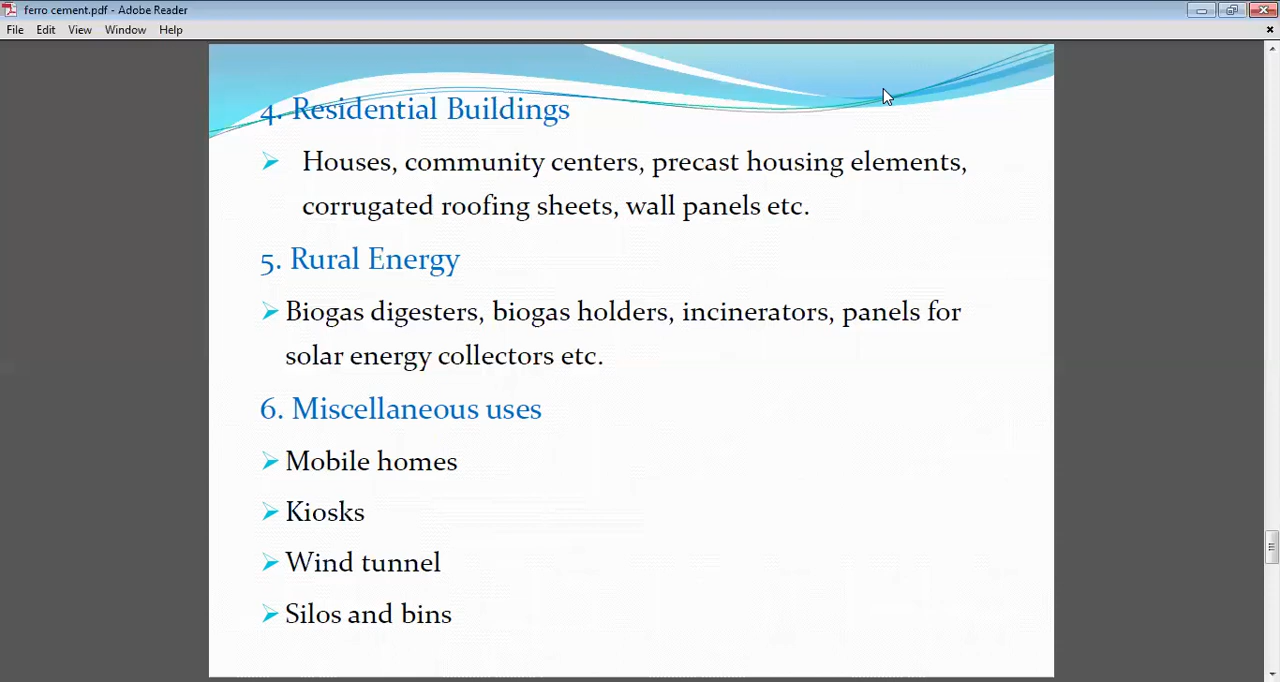 ferro cement.pdf - Adobe Reader
File Edit View Window Help
4. Residential Buildings
Houses, community centers, precast housing elements,
corrugated roofing sheets, wall panels etc.
5. Rural Energy
Biogas digesters, biogas holders, incinerators, panels for
solar energy collectors etc.
6. Miscellaneous uses
Mobile homes
Kiosks
Wind tunnel
Silos and bins